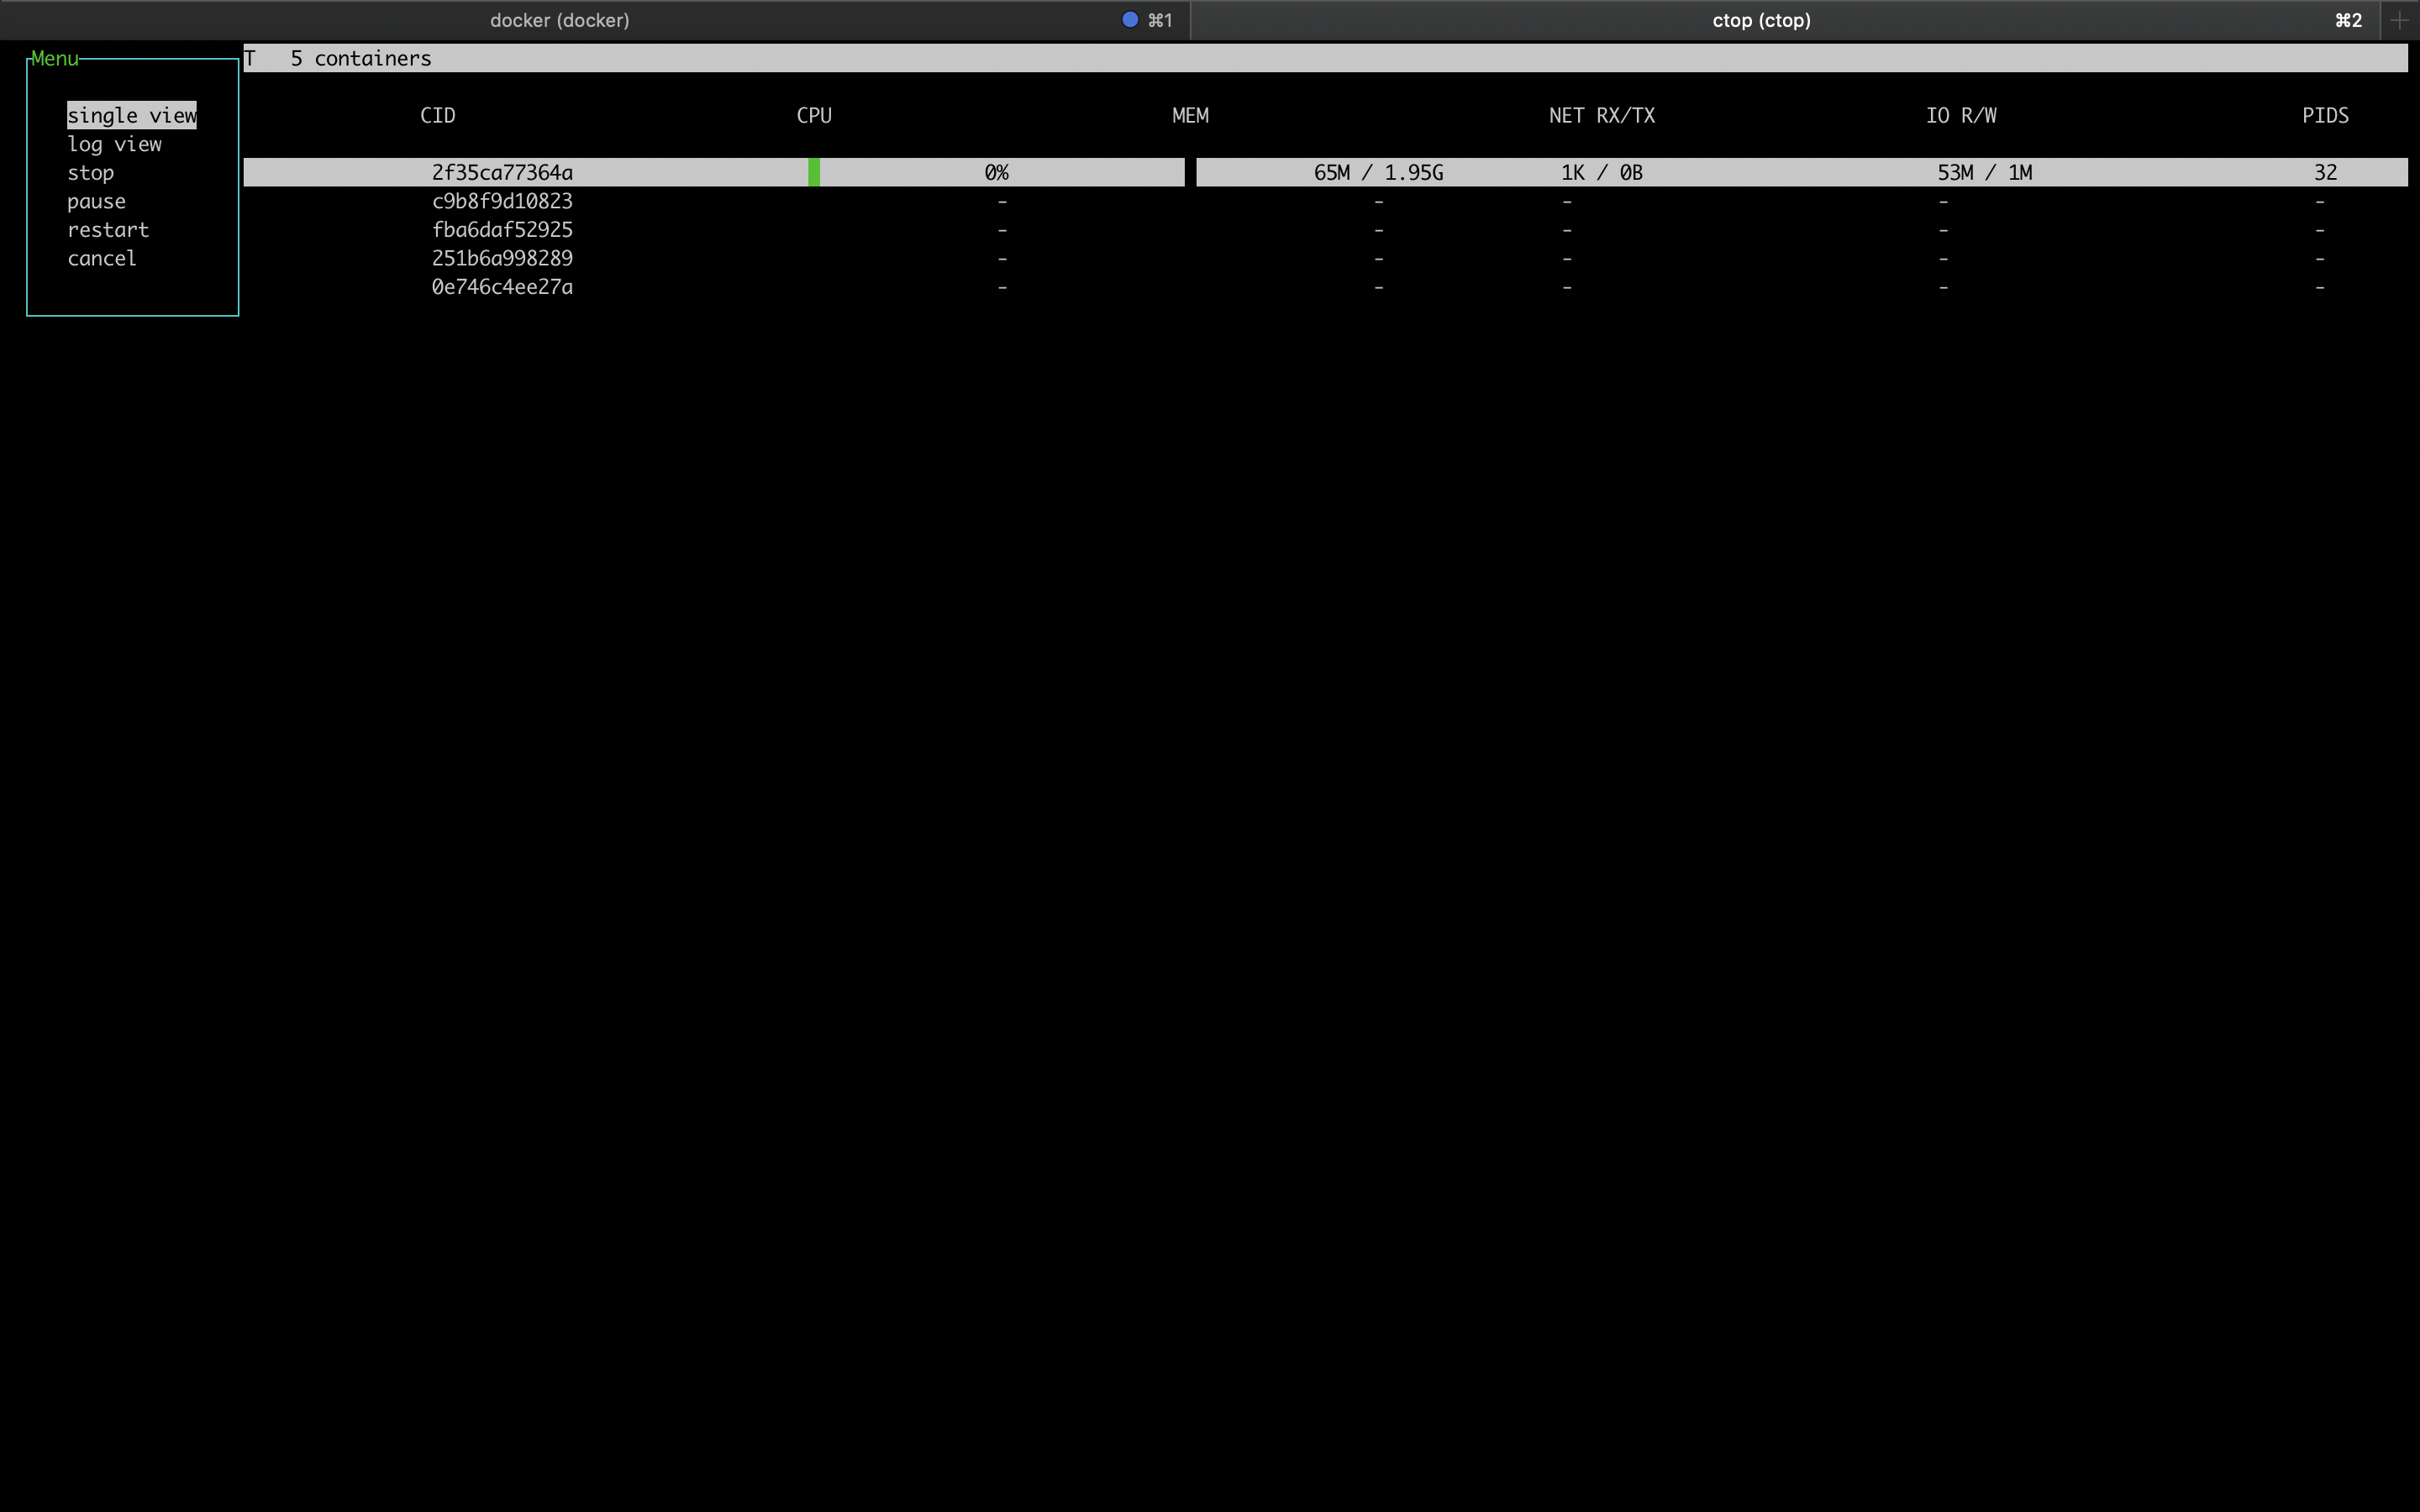 docker (docker) ⌘1 ctop (ctop) ⌘2
Menu T 5 containers
single view CID CPU MEM NET RX/TX IO R/W PIDS
log view
stop 2f35ca77364a 0% 65M / 1.95G 1K / 0B 53M / 1M 32
pause c9b8f9d10823 - - - - -
restart fba6daf52925 - - - - -
cancel 251b6a998289 - - - - -
0e746c4ee27a - - - - -